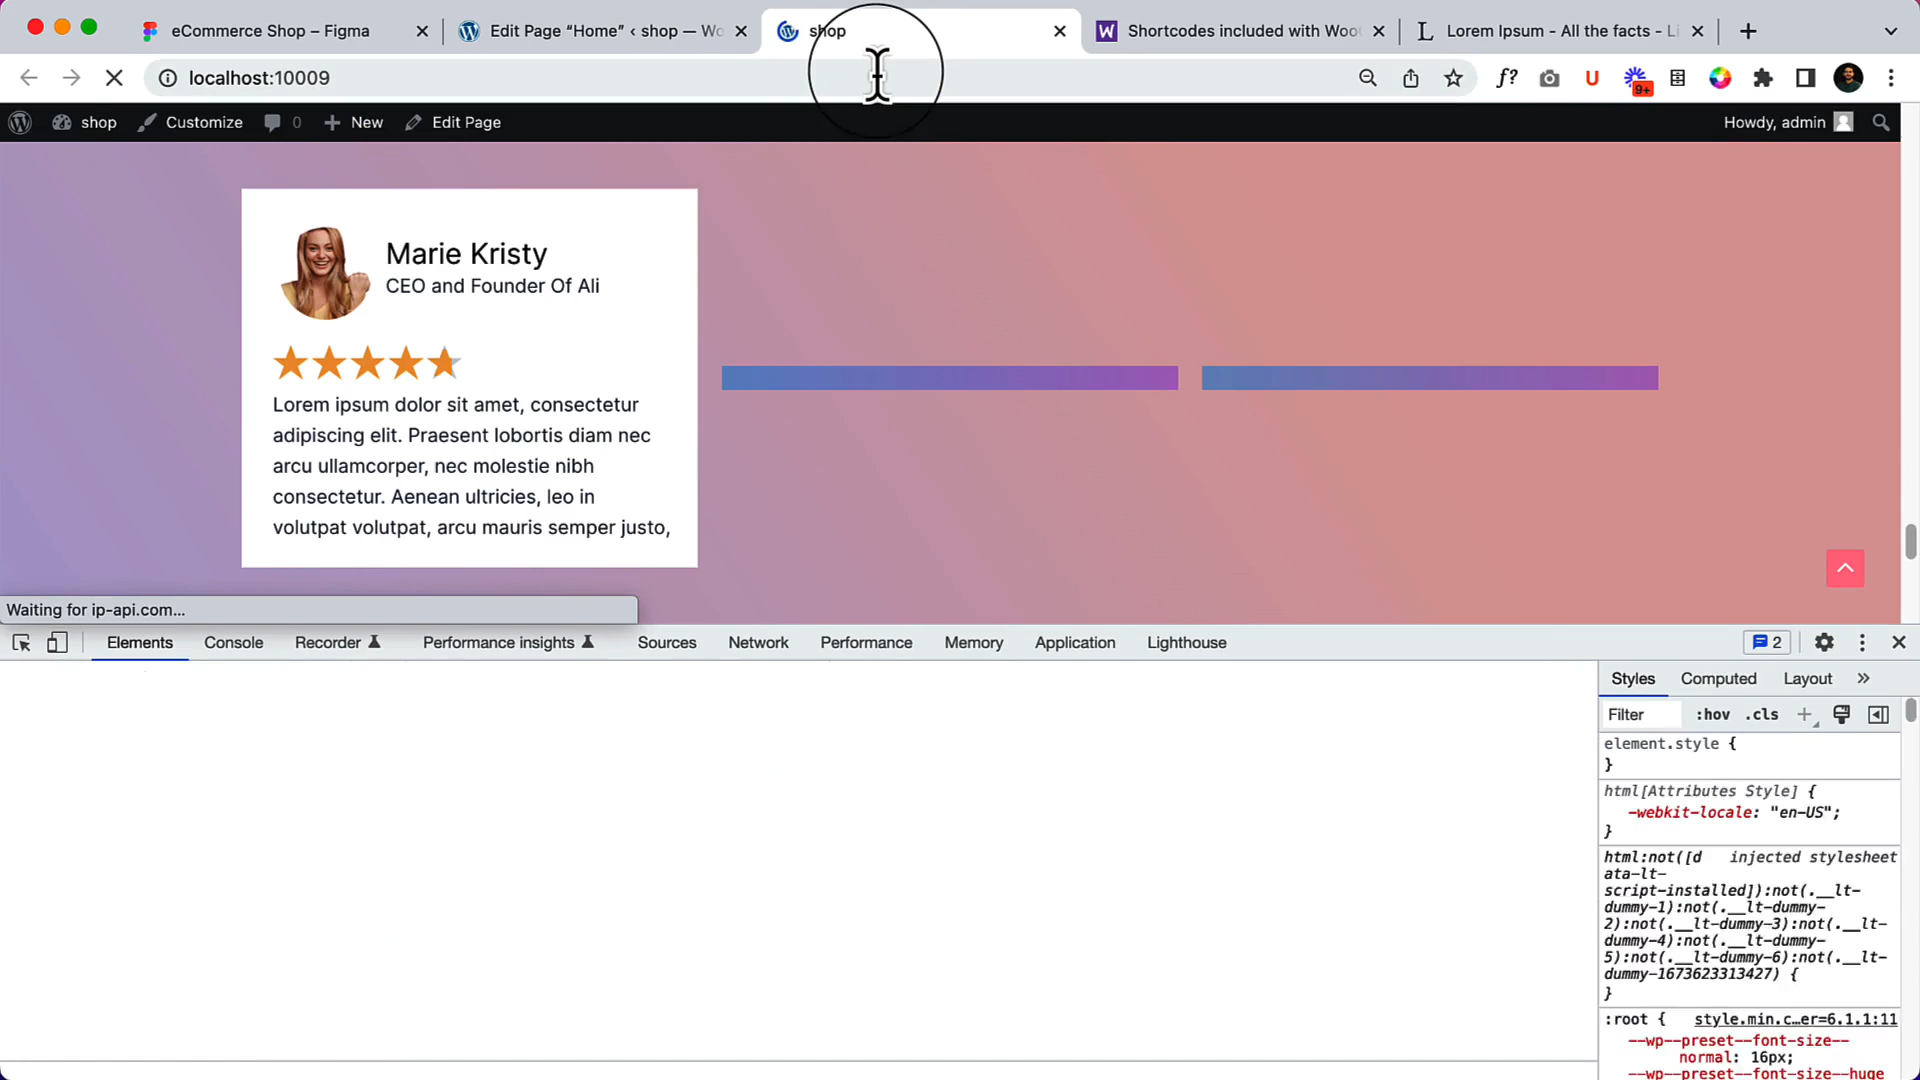 eCommerce Shop – Figma
Edit Page “Home” ‹ shop — Wo
shop
Shortcodes included with Woo
Lorem Ipsum - All the facts - Li
localhost:10009
9+
shop
Customize
0
New
Edit Page
Howdy, admin
Marie Kristy
CEO and Founder Of Ali
Lorem ipsum dolor sit amet, consectetur
adipiscing elit. Praesent lobortis diam nec
arcu ullamcorper, nec molestie nibh
consectetur. Aenean ultricies, leo in
volutpat volutpat, arcu mauris semper justo,
Waiting for ip-api.com...
Elements
Console
Recorder
Performance insights
Sources
Network
Performance
Memory
Application
Lighthouse
2
Styles
Computed
Layout
Filter
:hov
.cls
element.style {
}
html[Attributes Style] {
-webkit-locale: "en-US";
}
html:not([d injected stylesheet
ata-lt-
script-installed]):not(.__lt-
dummy-1):not(.__lt-dummy-
2):not(.__lt-dummy-3):not(.__lt-
dummy-4):not(.__lt-dummy-
5):not(.__lt-dummy-6):not(.__lt-
dummy-1673623313427) {
}
:root { style.min.c…er=6.1.1:11
--wp--preset--font-size--
normal: 16px;
--wp--preset--font-size--huge